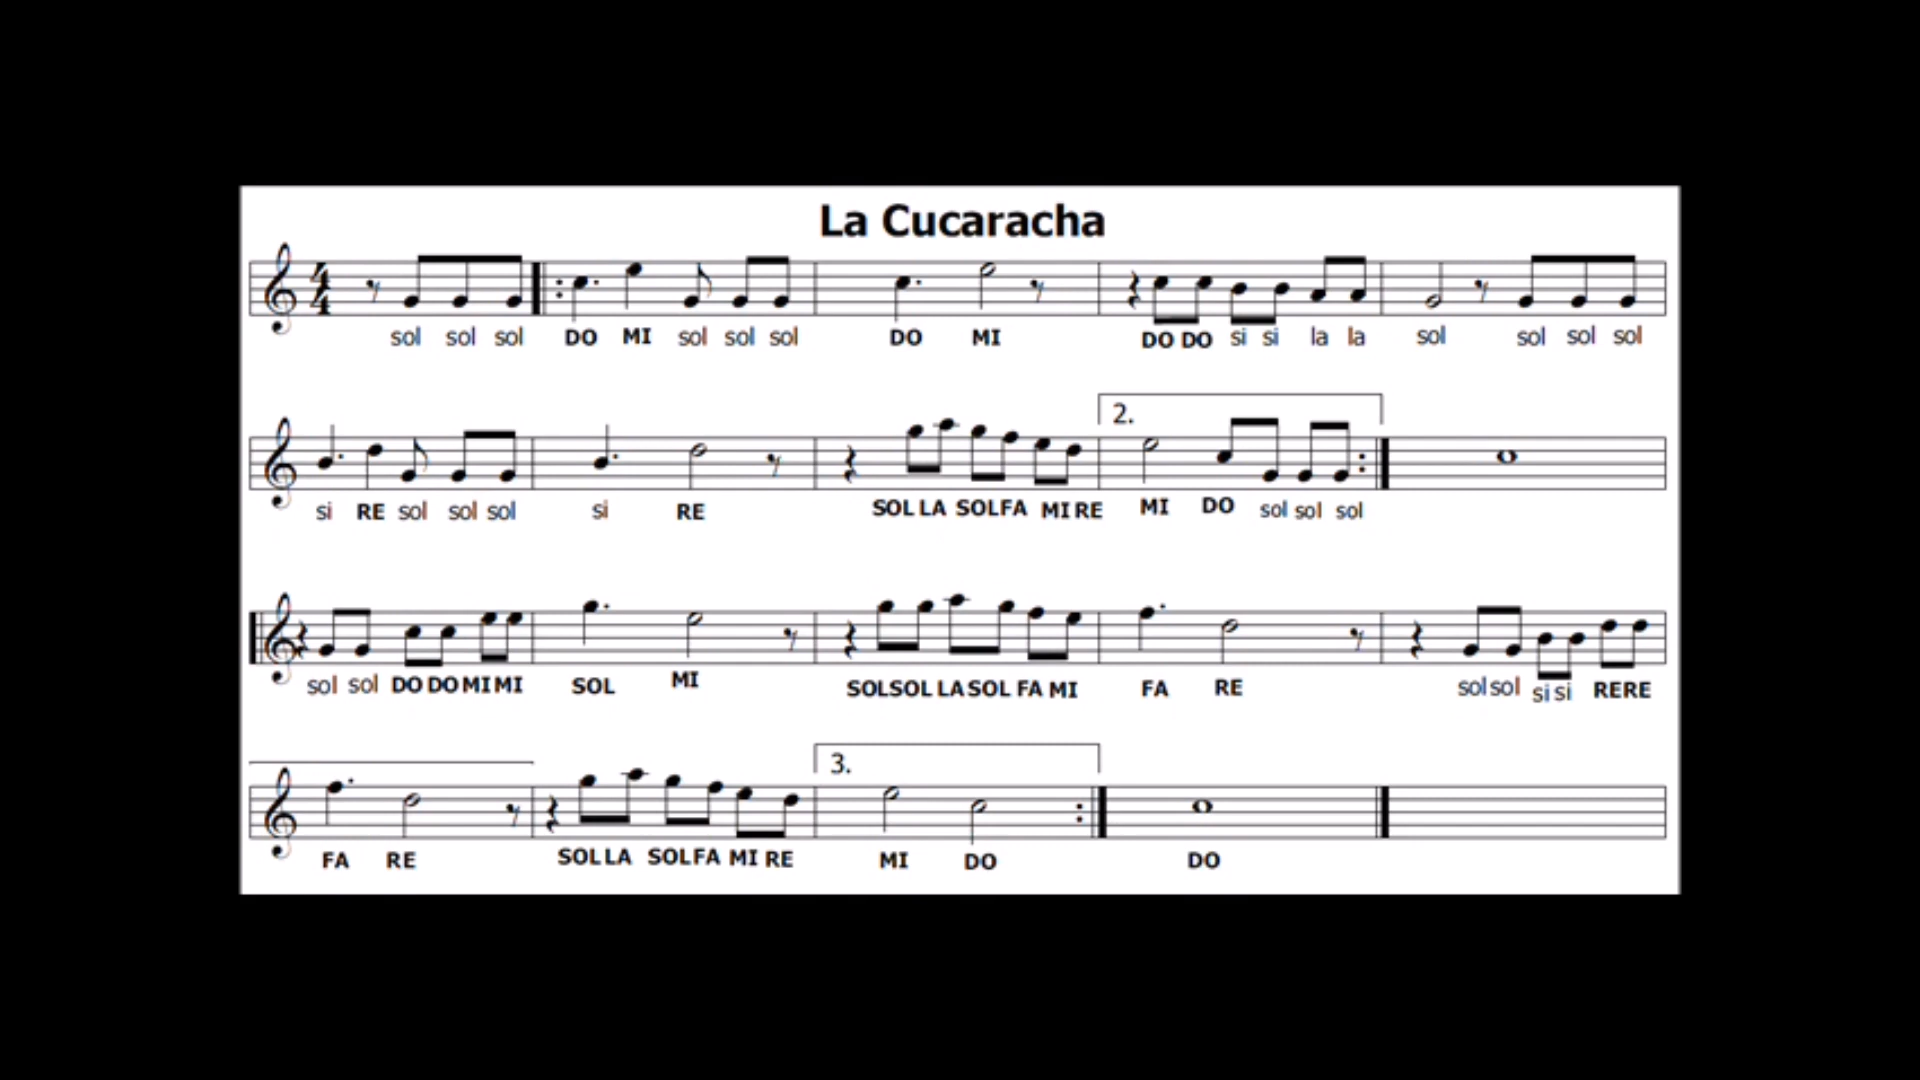 La Cucaracha
4 4
sol sol sol DO MI sol sol sol DO MI DO DO si si la la sol sol sol sol
2.
si RE sol sol sol si RE SOL LA SOL FA MI RE MI DO sol sol sol
sol sol DO DO MI MI SOL MI SOL SOL LA SOL FA MI FA RE sol sol si si RE RE
3.
FA RE SOL LA SOL FA MI RE MI DO DO